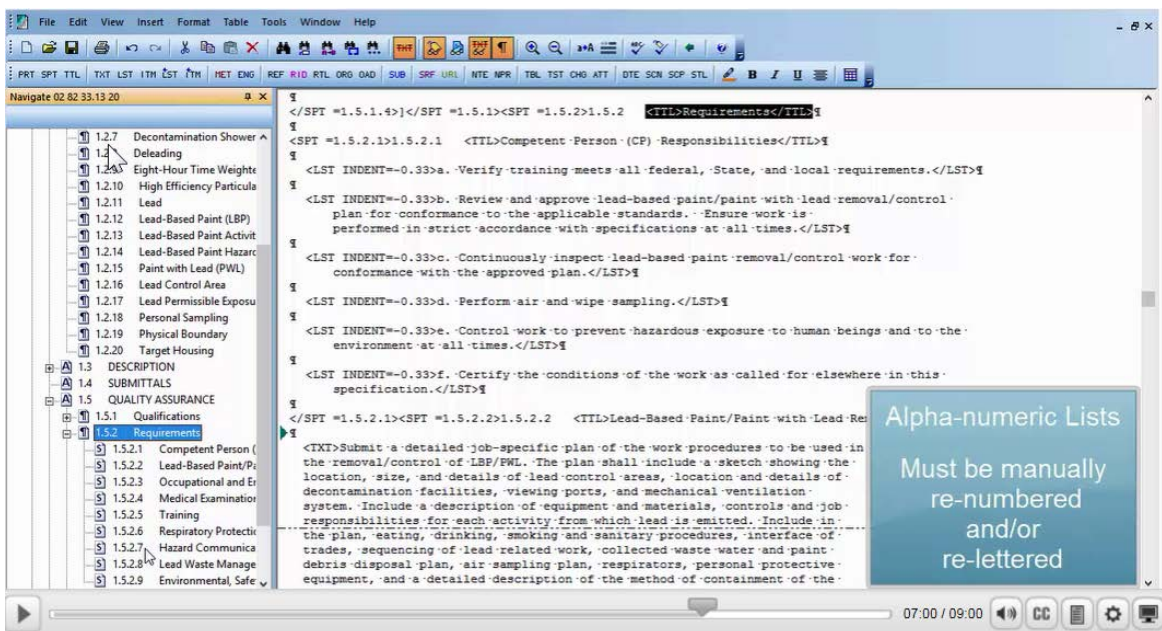 File Edit View Insert Format Table Tools Window Help
PRT SPT TTL TXT LST ITM LST ITM MET ENG REF RID RTL ORG OAD SUB SRF URL NTE NPR TBL TST CHG ATT DTE SCN SCP STL B I U
Navigate 02 82 33.13 20
1.2.7 Decontamination Shower
Deleading
1.2.9 Eight-Hour Time Weighte
1.2.10 High Efficiency Particula
1.2.11 Lead
1.2.12 Lead-Based Paint (LBP)
1.2.13 Lead-Based Paint Activit
1.2.14 Lead-Based Paint Hazard
1.2.15 Paint with Lead (PWL)
1.2.16 Lead Control Area
1.2.17 Lead Permissible Exposu
1.2.18 Personal Sampling
1.2.19 Physical Boundary
1.2.20 Target Housing
A 1.3 DESCRIPTION
A 1.4 SUBMITTALS
A 1.5 QUALITY ASSURANCE
¶ 1.5.1 Qualifications
¶ 1.5.2 Requirements
S 1.5.2.1 Competent Person (
S 1.5.2.2 Lead-Based Paint/Pa
S 1.5.2.3 Occupational and Er
S 1.5.2.4 Medical Examination
S 1.5.2.5 Training
S 1.5.2.6 Respiratory Protectic
S 1.5.2.7 Hazard Communica
S 1.5.2.8 Lead Waste Manage
S 1.5.2.9 Environmental, Safe
¶
</SPT =1.5.1.4>]</SPT =1.5.1><SPT =1.5.2>1.5.2 <TTL>Requirements</TTL>¶
¶
<SPT =1.5.2.1>1.5.2.1 <TTL>Competent Person (CP) Responsibilities</TTL>¶
¶
<LST INDENT=-0.33>a. Verify training meets all federal, State, and local requirements.</LST>¶
¶
<LST INDENT=-0.33>b. Review and approve lead-based paint/paint with lead removal/control
plan for conformance to the applicable standards. Ensure work is
performed in strict accordance with specifications at all times.</LST>¶
¶
<LST INDENT=-0.33>c. Continuously inspect lead-based paint removal/control work for
conformance with the approved plan.</LST>¶
¶
<LST INDENT=-0.33>d. Perform air and wipe sampling.</LST>¶
¶
<LST INDENT=-0.33>e. Control work to prevent hazardous exposure to human beings and to the
environment at all times.</LST>¶
¶
<LST INDENT=-0.33>f. Certify the conditions of the work as called for elsewhere in this
specification.</LST>¶
¶
</SPT =1.5.2.1><SPT =1.5.2.2>1.5.2.2 <TTL>Lead-Based Paint/Paint with Lead Re
¶
<TXT>Submit a detailed job-specific plan of the work procedures to be used in
the removal/control of LBP/PWL. The plan shall include a sketch showing the
location, size, and details of lead control areas, location and details of
decontamination facilities, viewing ports, and mechanical ventilation
system. Include a description of equipment and materials, controls and job
responsibilities for each activity from which lead is emitted. Include in
the plan, eating, drinking, smoking and sanitary procedures, interface of
trades, sequencing of lead related work, collected waste water and paint
debris disposal plan, air sampling plan, respirators, personal protective
equipment, and a detailed description of the method of containment of the
Alpha-numeric Lists
Must be manually
re-numbered
and/or
re-lettered
07:00 / 09:00 CC